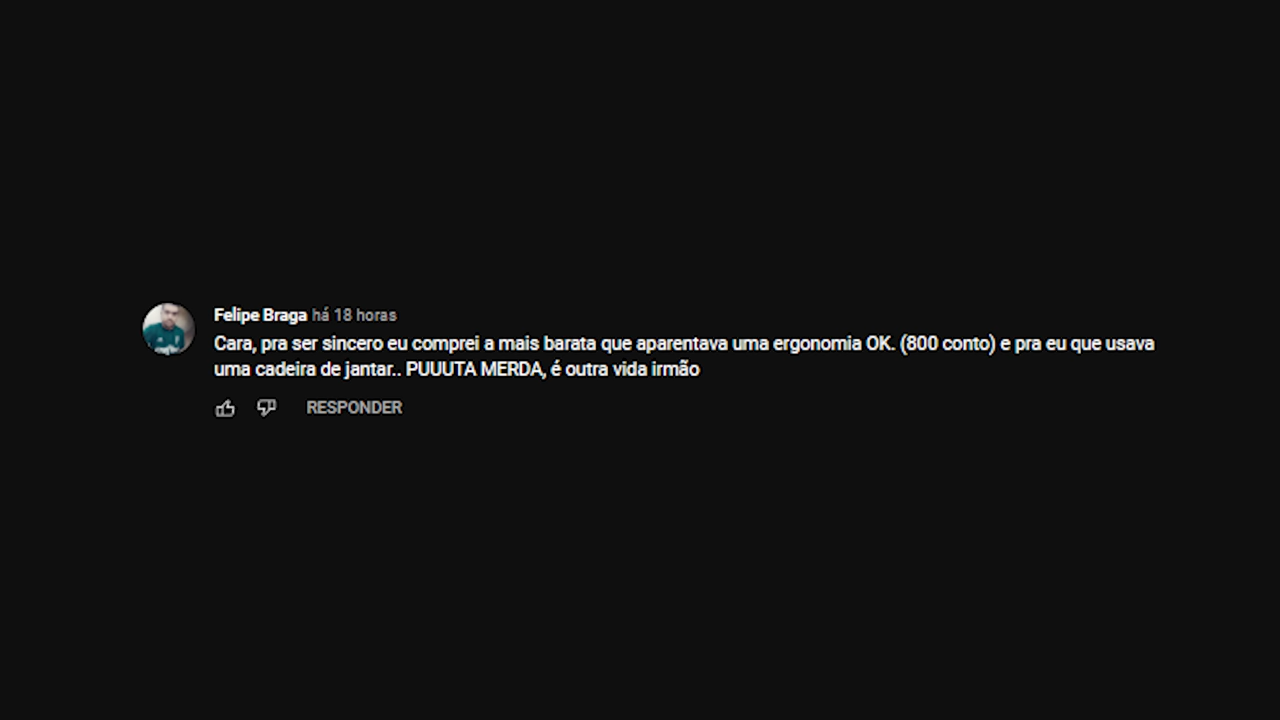 Felipe Braga há 18 horas
Cara, pra ser sincero eu comprei a mais barata que aparentava uma ergonomia OK. (800 conto) e pra eu que usava
uma cadeira de jantar.. PUUUTA MERDA, é outra vida irmão
RESPONDER